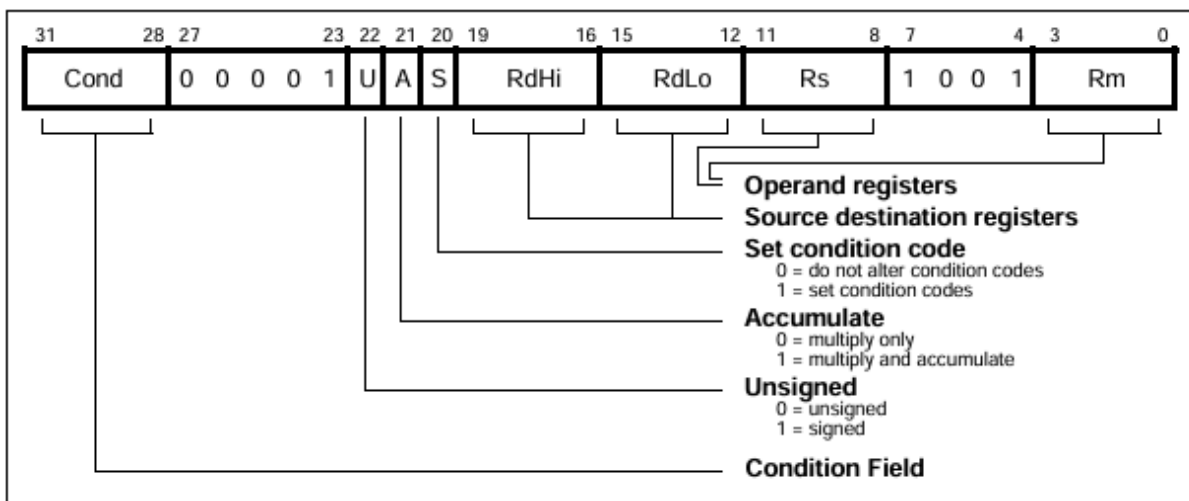 31 28 27 23 22 21 20 19 16 15 12 11 8 7 4 3 0
Cond 0 0 0 0 1 U A S RdHi RdLo Rs 1 0 0 1 Rm
Operand registers
Source destination registers
Set condition code
0 = do not alter condition codes
1 = set condition codes
Accumulate
0 = multiply only
1 = multiply and accumulate
Unsigned
0 = unsigned
1 = signed
Condition Field